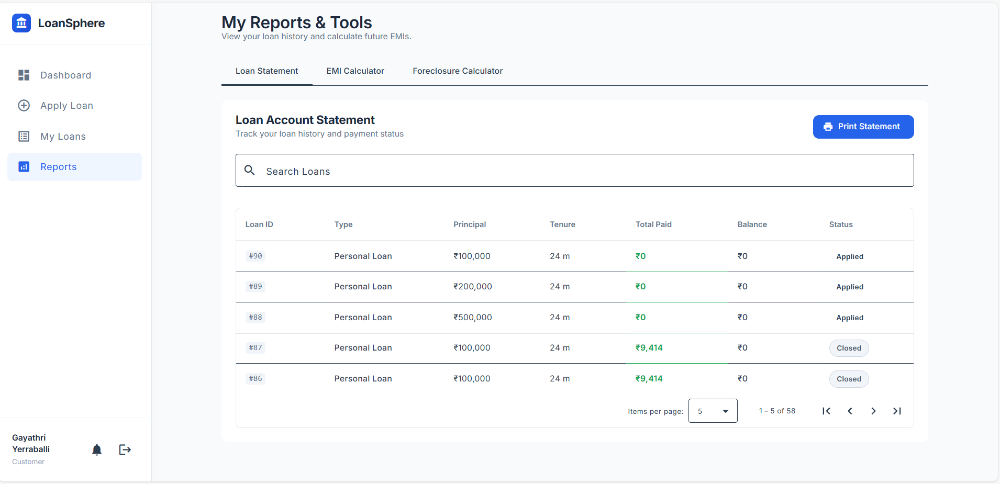 LoanSphere
Dashboard
Apply Loan
My Loans
Reports
Gayathri
Yerraballi
Customer
My Reports & Tools
View your loan history and calculate future EMIs.
Loan Statement EMI Calculator Foreclosure Calculator
Loan Account Statement
Track your loan history and payment status
Print Statement
Search Loans
Loan ID Type Principal Tenure Total Paid Balance Status
#90 Personal Loan ₹100,000 24 m ₹0 ₹0 Applied
#89 Personal Loan ₹200,000 24 m ₹0 ₹0 Applied
#88 Personal Loan ₹500,000 24 m ₹0 ₹0 Applied
#87 Personal Loan ₹100,000 24 m ₹9,414 ₹0 Closed
#86 Personal Loan ₹100,000 24 m ₹9,414 ₹0 Closed
Items per page: 5 1 – 5 of 58